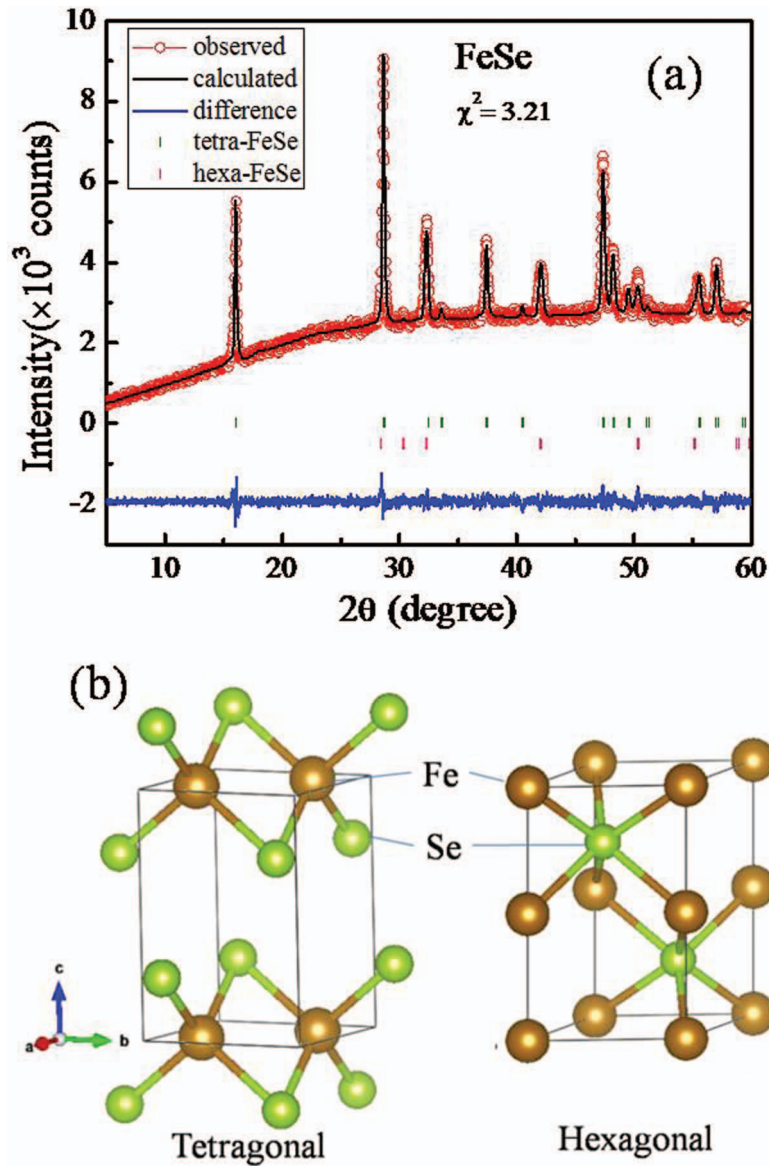 (a)
FeSe
χ² = 3.21
observed
calculated
difference
tetra-FeSe
hexa-FeSe
Intensity(×10³ counts)
10
8
6
4
2
0
-2
10 20 30 40 50 60
2θ (degree)
(b)
Fe
Se
c
a
b
Tetragonal
Hexagonal